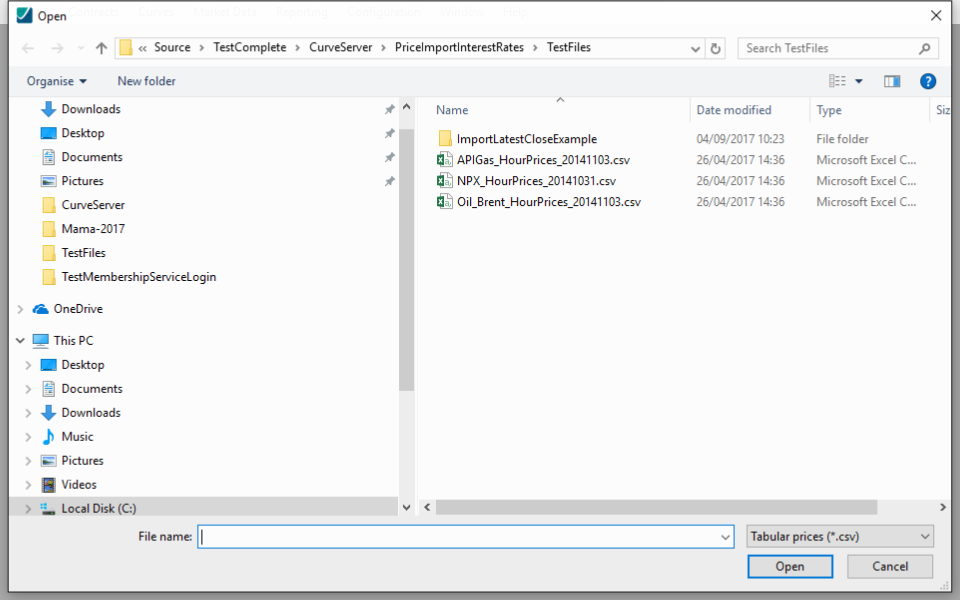 Open
« Source > TestComplete > CurveServer > PriceImportInterestRates > TestFiles
Search TestFiles
Organise
New folder
Name
Date modified
Type
Siz
Downloads
Desktop
Documents
Pictures
CurveServer
Mama-2017
TestFiles
TestMembershipServiceLogin
OneDrive
This PC
Desktop
Documents
Downloads
Music
Pictures
Videos
Local Disk (C:)
ImportLatestCloseExample 04/09/2017 10:23 File folder
APIGas_HourPrices_20141103.csv 26/04/2017 14:36 Microsoft Excel C...
NPX_HourPrices_20141031.csv 26/04/2017 14:36 Microsoft Excel C...
Oil_Brent_HourPrices_20141103.csv 26/04/2017 14:36 Microsoft Excel C...
File name:
Tabular prices (*.csv)
Open
Cancel